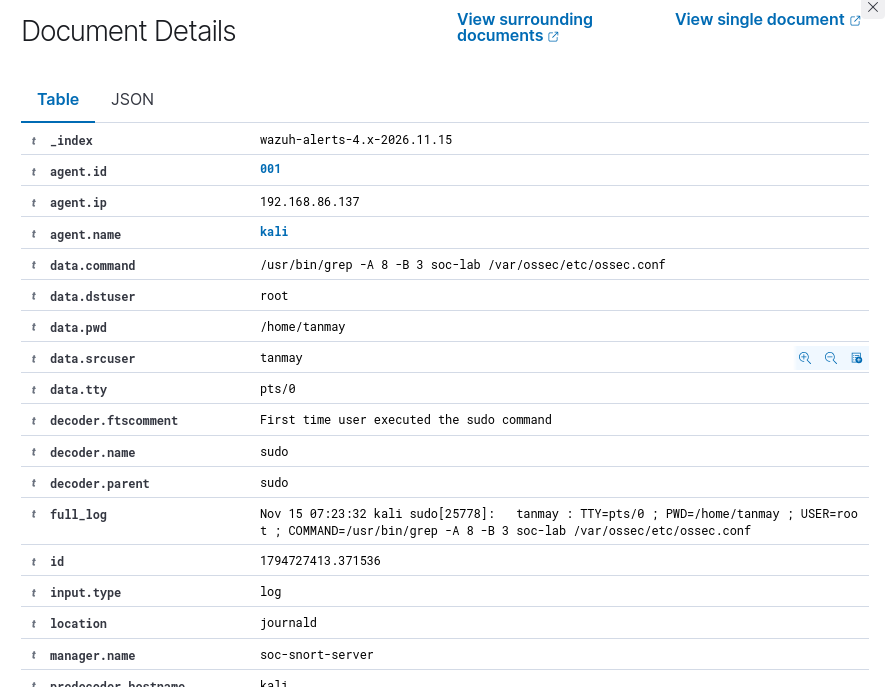 Document Details
View surrounding
documents
View single document
Table
JSON
t _index wazuh-alerts-4.x-2026.11.15
t agent.id 001
t agent.ip 192.168.86.137
t agent.name kali
t data.command /usr/bin/grep -A 8 -B 3 soc-lab /var/ossec/etc/ossec.conf
t data.dstuser root
t data.pwd /home/tanmay
t data.srcuser tanmay
t data.tty pts/0
t decoder.ftscomment First time user executed the sudo command
t decoder.name sudo
t decoder.parent sudo
t full_log Nov 15 07:23:32 kali sudo[25778]:   tanmay : TTY=pts/0 ; PWD=/home/tanmay ; USER=roo
t ; COMMAND=/usr/bin/grep -A 8 -B 3 soc-lab /var/ossec/etc/ossec.conf
t id 1794727413.371536
t input.type log
t location journald
t manager.name soc-snort-server
t predecoder.hostname kali